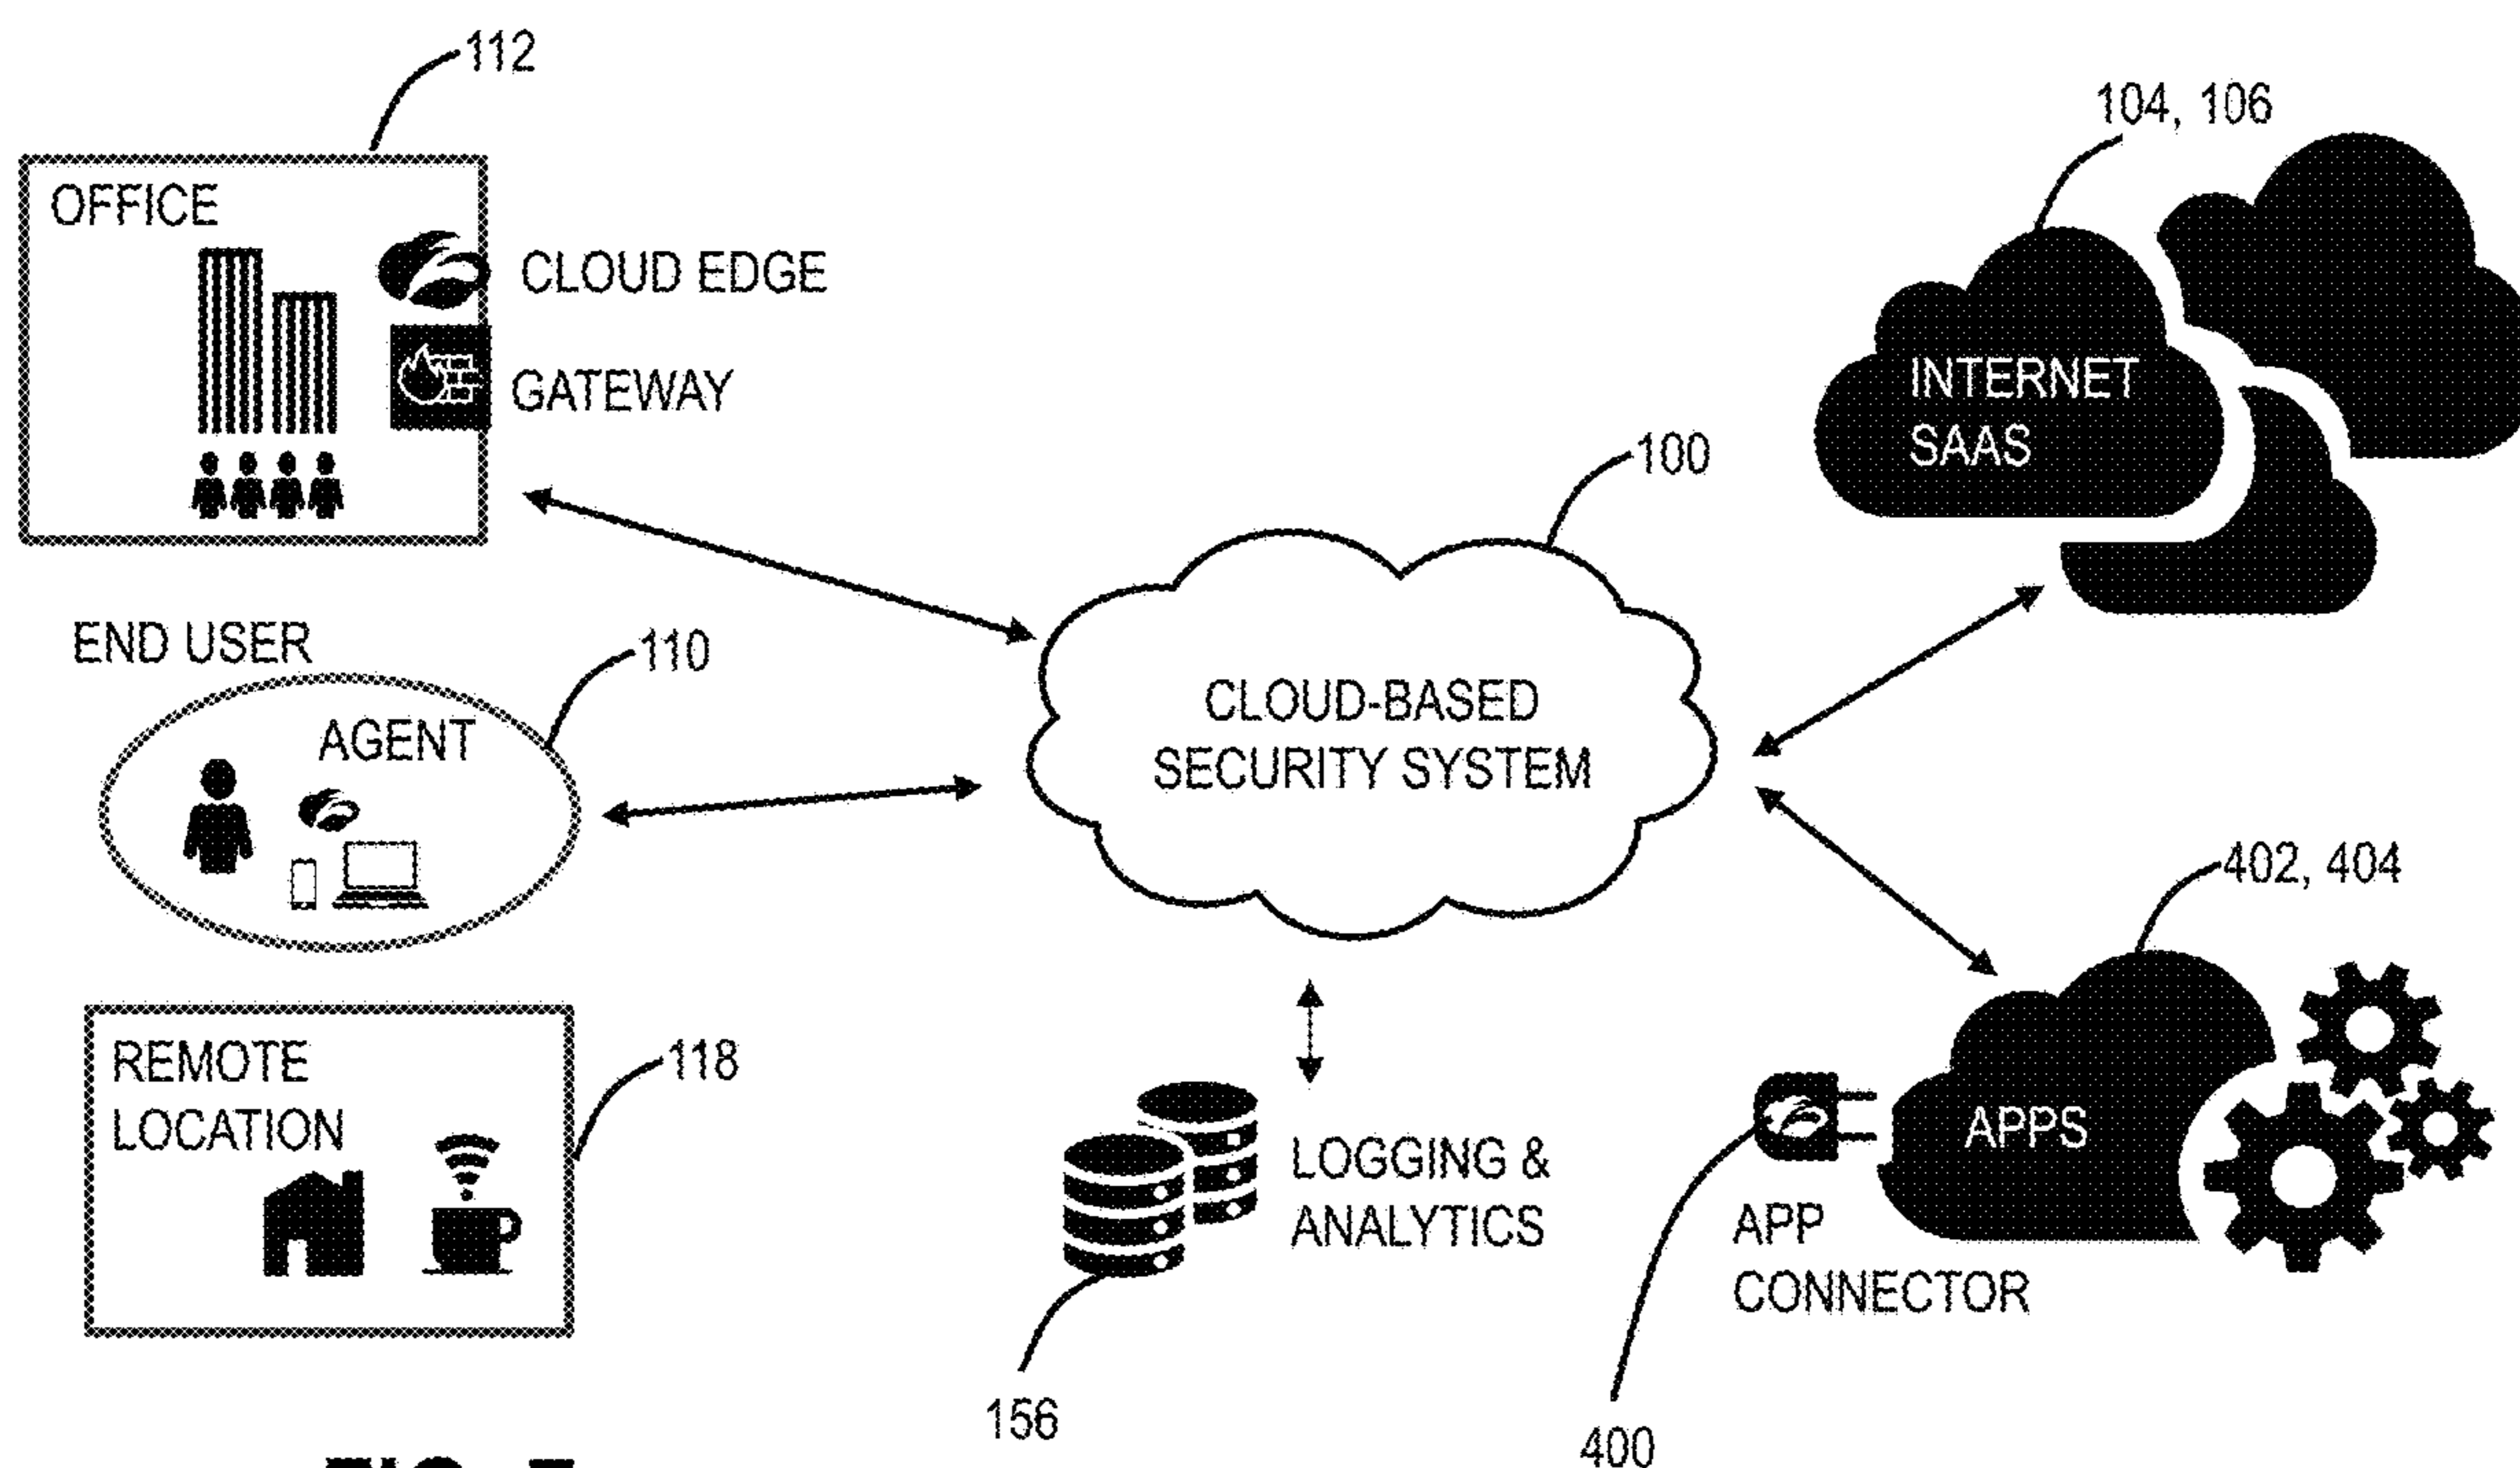 112
OFFICE
CLOUD EDGE
GATEWAY
104, 106
INTERNET
SAAS
100
END USER
110
AGENT
CLOUD-BASED
SECURITY SYSTEM
402, 404
REMOTE
LOCATION
118
LOGGING &
ANALYTICS
APPS
APP
CONNECTOR
156
400